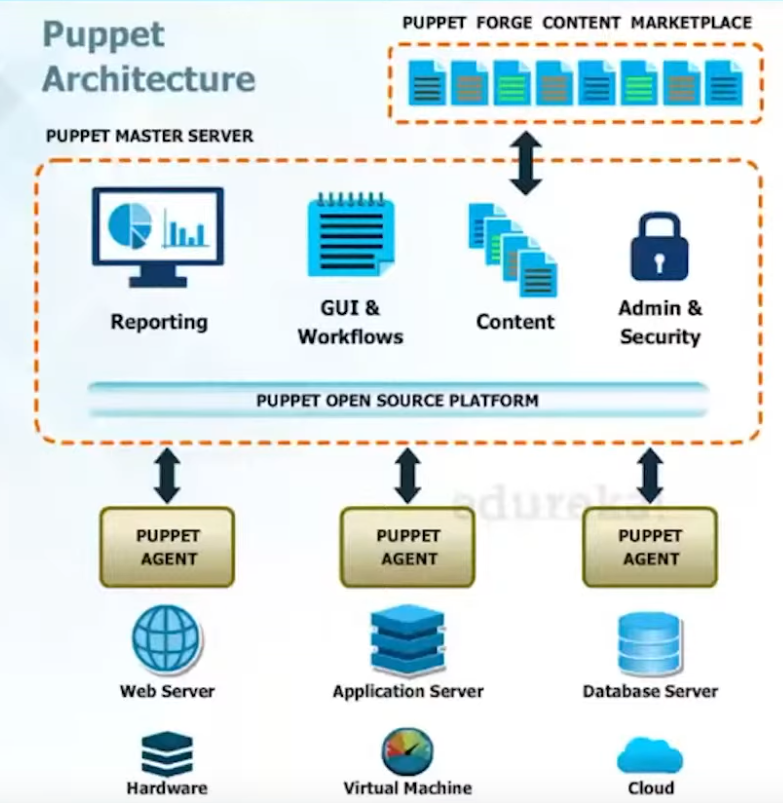 Puppet
Architecture
PUPPET FORGE CONTENT MARKETPLACE
PUPPET MASTER SERVER
Reporting
GUI &
Workflows
Content
Admin &
Security
PUPPET OPEN SOURCE PLATFORM
edureka!
PUPPET
AGENT
PUPPET
AGENT
PUPPET
AGENT
Web Server
Application Server
Database Server
Hardware
Virtual Machine
Cloud